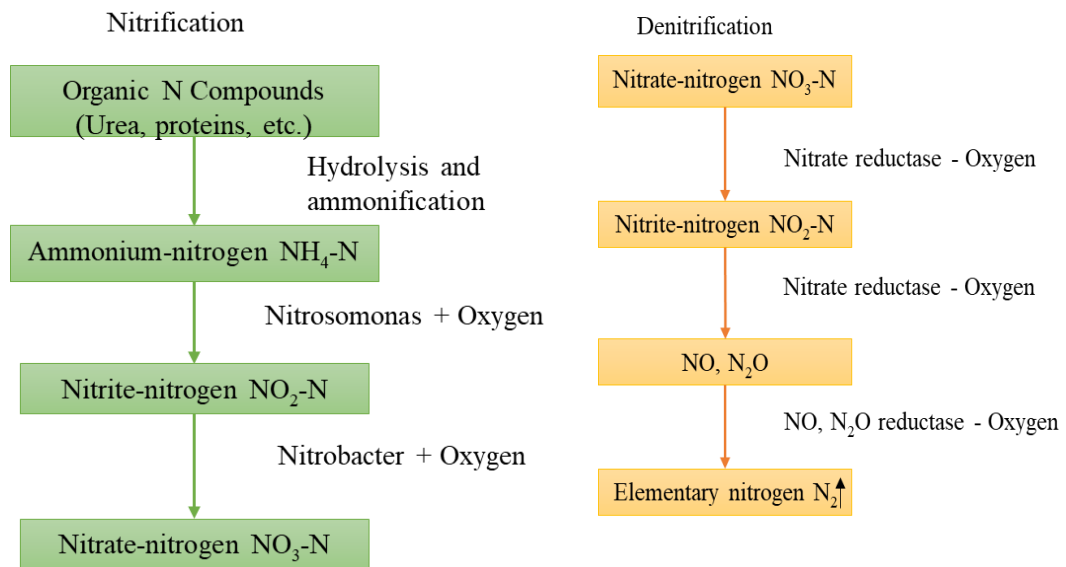 Nitrification
Organic N Compounds
(Urea, proteins, etc.)
Hydrolysis and
ammonification
Ammonium-nitrogen NH₄-N
Nitrosomonas + Oxygen
Nitrite-nitrogen NO₂-N
Nitrobacter + Oxygen
Nitrate-nitrogen NO₃-N
Denitrification
Nitrate-nitrogen NO₃-N
Nitrate reductase - Oxygen
Nitrite-nitrogen NO₂-N
Nitrate reductase - Oxygen
NO, N₂O
NO, N₂O reductase - Oxygen
Elementary nitrogen N₂